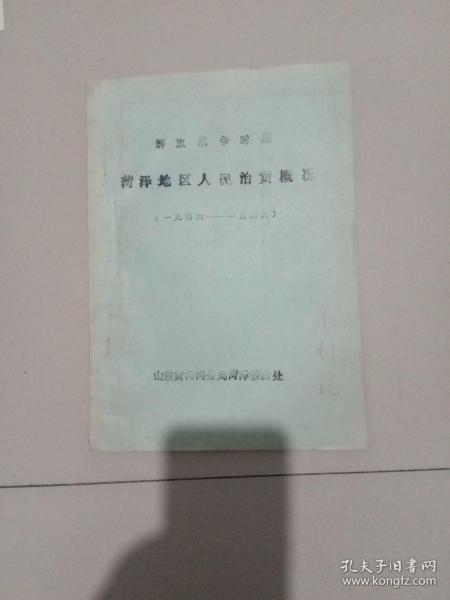 解放战争时期
菏泽地区人民治黄概况
(一九四六——一九四九)
山东黄河河务局菏泽修防处
孔夫子旧书网
www.kongfz.com